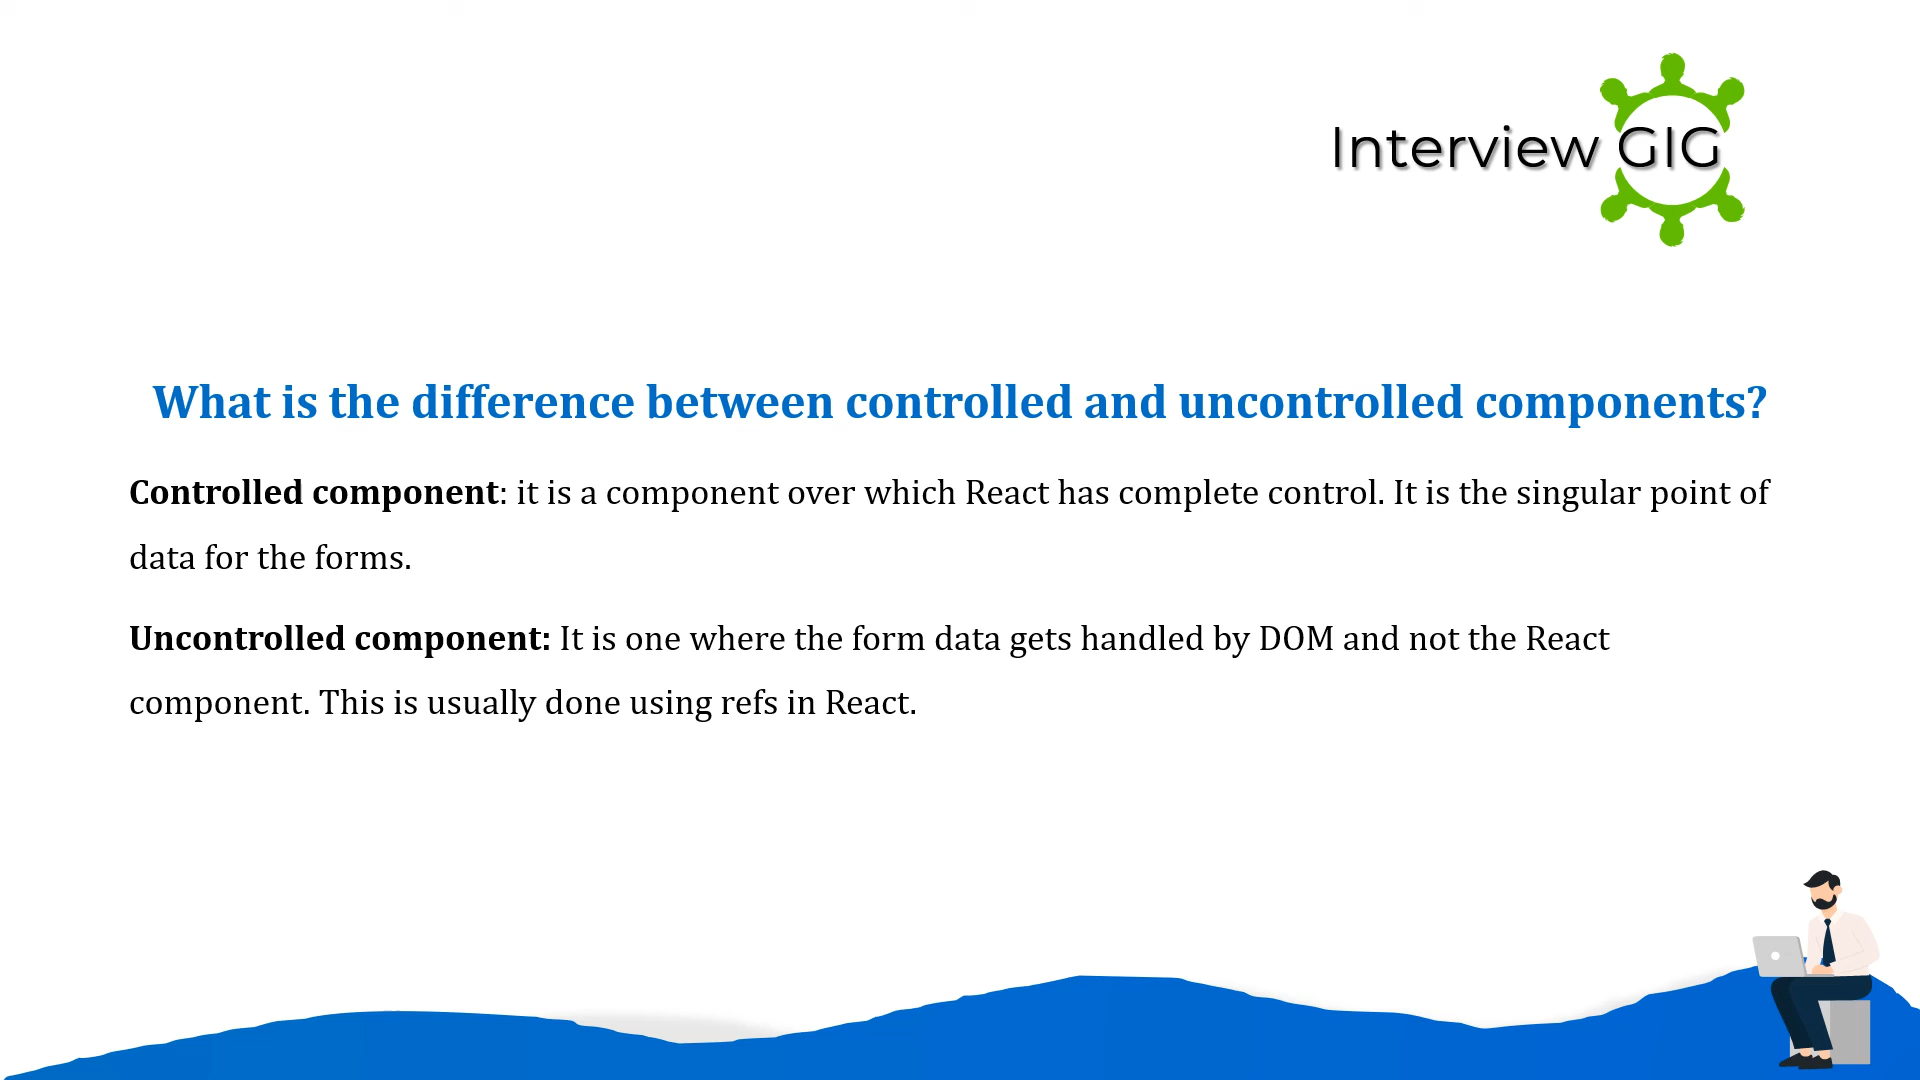 Interview GIG
What is the difference between controlled and uncontrolled components?
Controlled component: it is a component over which React has complete control. It is the singular point of
data for the forms.
Uncontrolled component: It is one where the form data gets handled by DOM and not the React
component. This is usually done using refs in React.